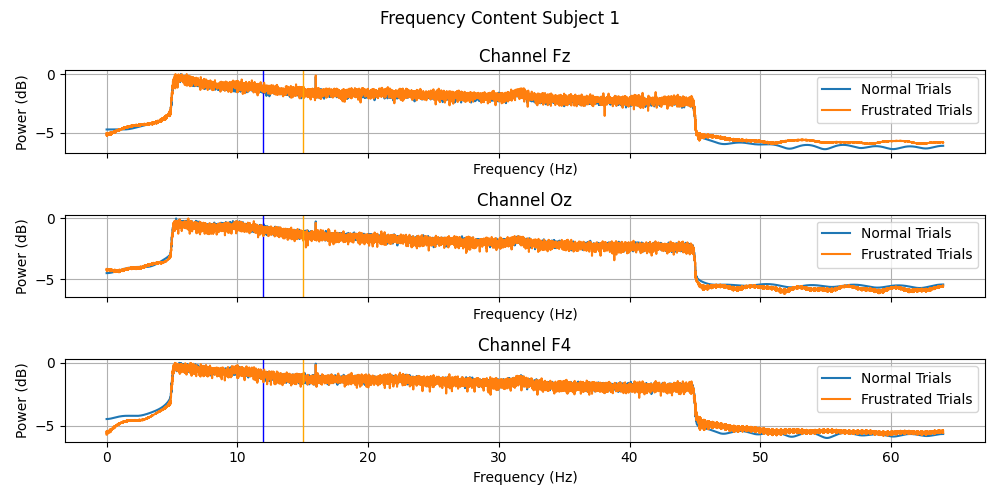 Frequency Content Subject 1
Channel Fz
Power (dB)
0
−5
Normal Trials
Frustrated Trials
Frequency (Hz)
Channel Oz
Power (dB)
0
−5
Normal Trials
Frustrated Trials
Frequency (Hz)
Channel F4
Power (dB)
0
−5
Normal Trials
Frustrated Trials
0 10 20 30 40 50 60
Frequency (Hz)